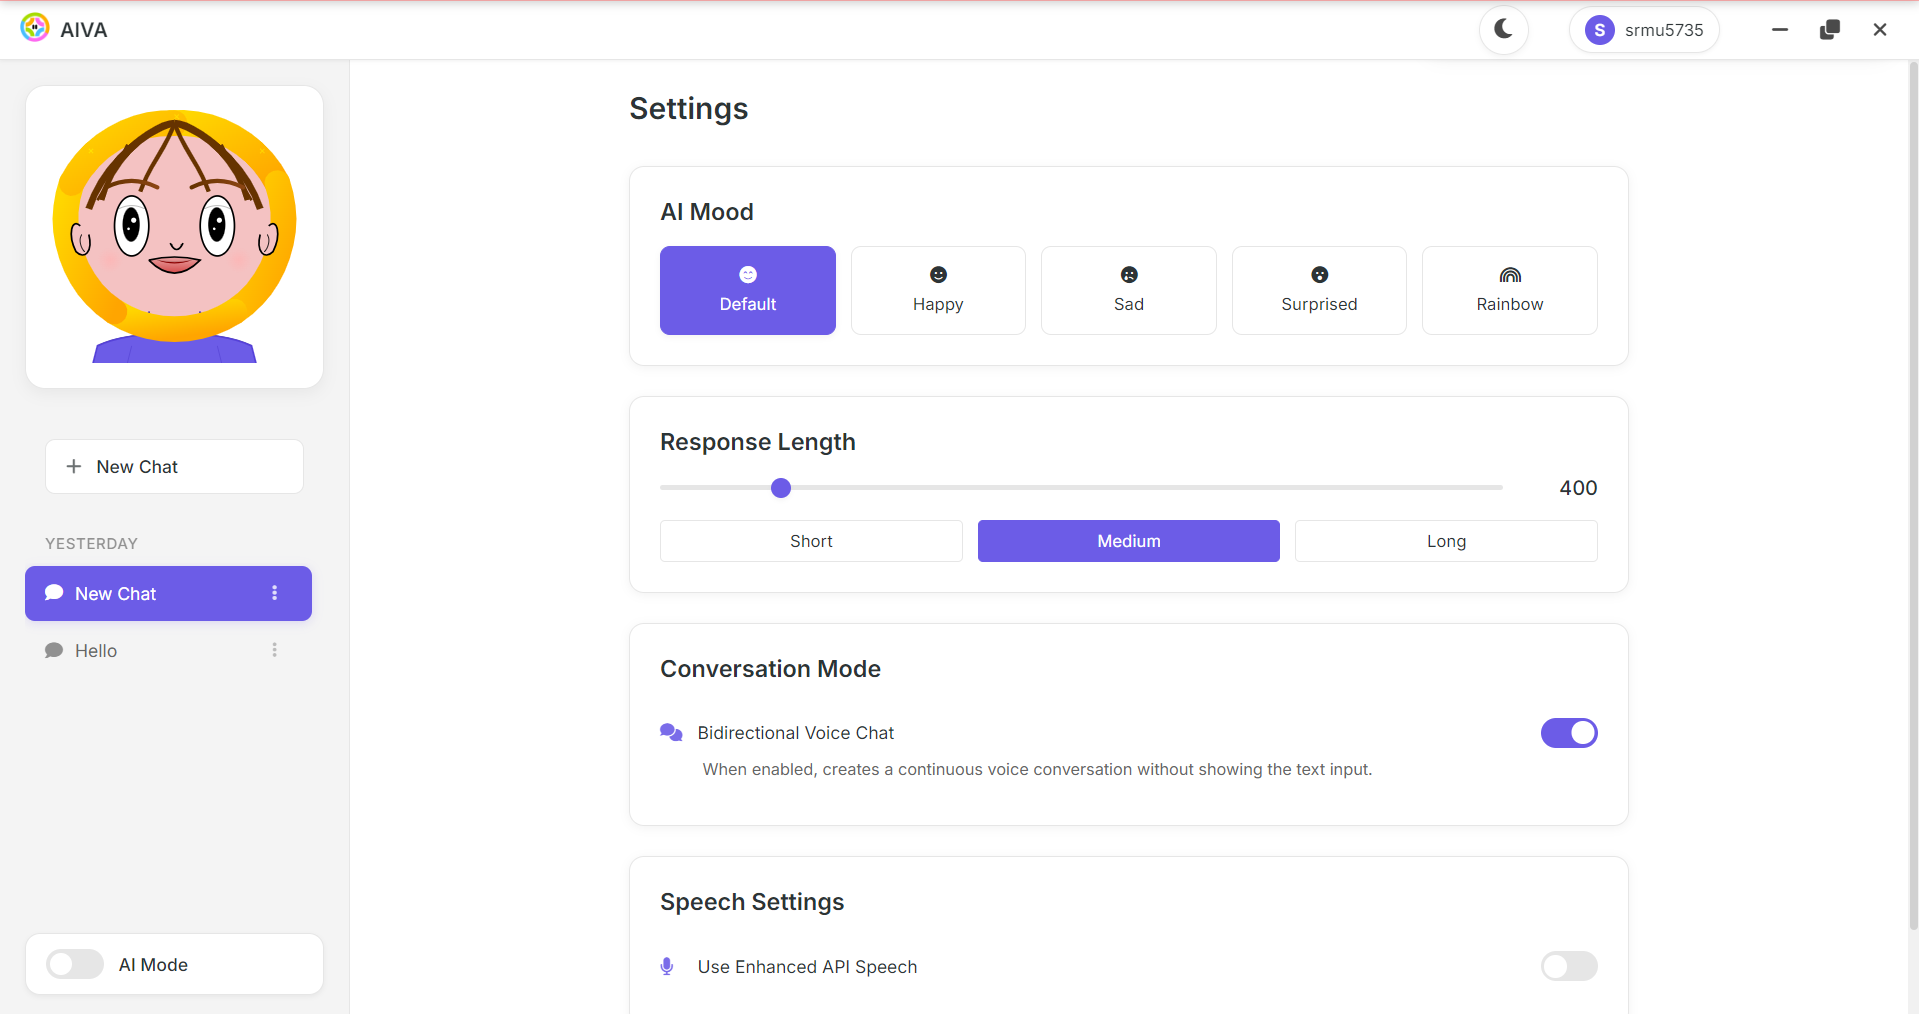 AIVA
S srmu5735
Settings
AI Mood
Default
Happy
Sad
Surprised
Rainbow
New Chat
Response Length
400
Short
Medium
Long
YESTERDAY
New Chat
Hello
Conversation Mode
Bidirectional Voice Chat
When enabled, creates a continuous voice conversation without showing the text input.
Speech Settings
Use Enhanced API Speech
AI Mode